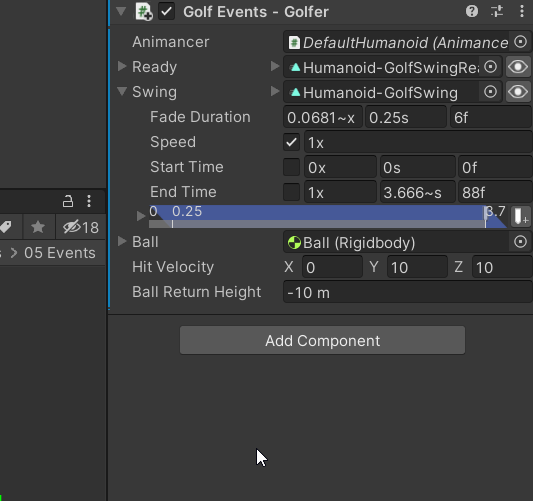 Golf Events - Golfer
Animancer DefaultHumanoid (Animance
Ready Humanoid-GolfSwingRea
Swing Humanoid-GolfSwing
Fade Duration 0.0681~x 0.25s 6f
Speed 1x
Start Time 0x 0s 0f
End Time 1x 3.666~s 88f
0 0.25 3.7
18
05 Events
Ball Ball (Rigidbody)
Hit Velocity X 0 Y 10 Z 10
Ball Return Height -10 m
Add Component